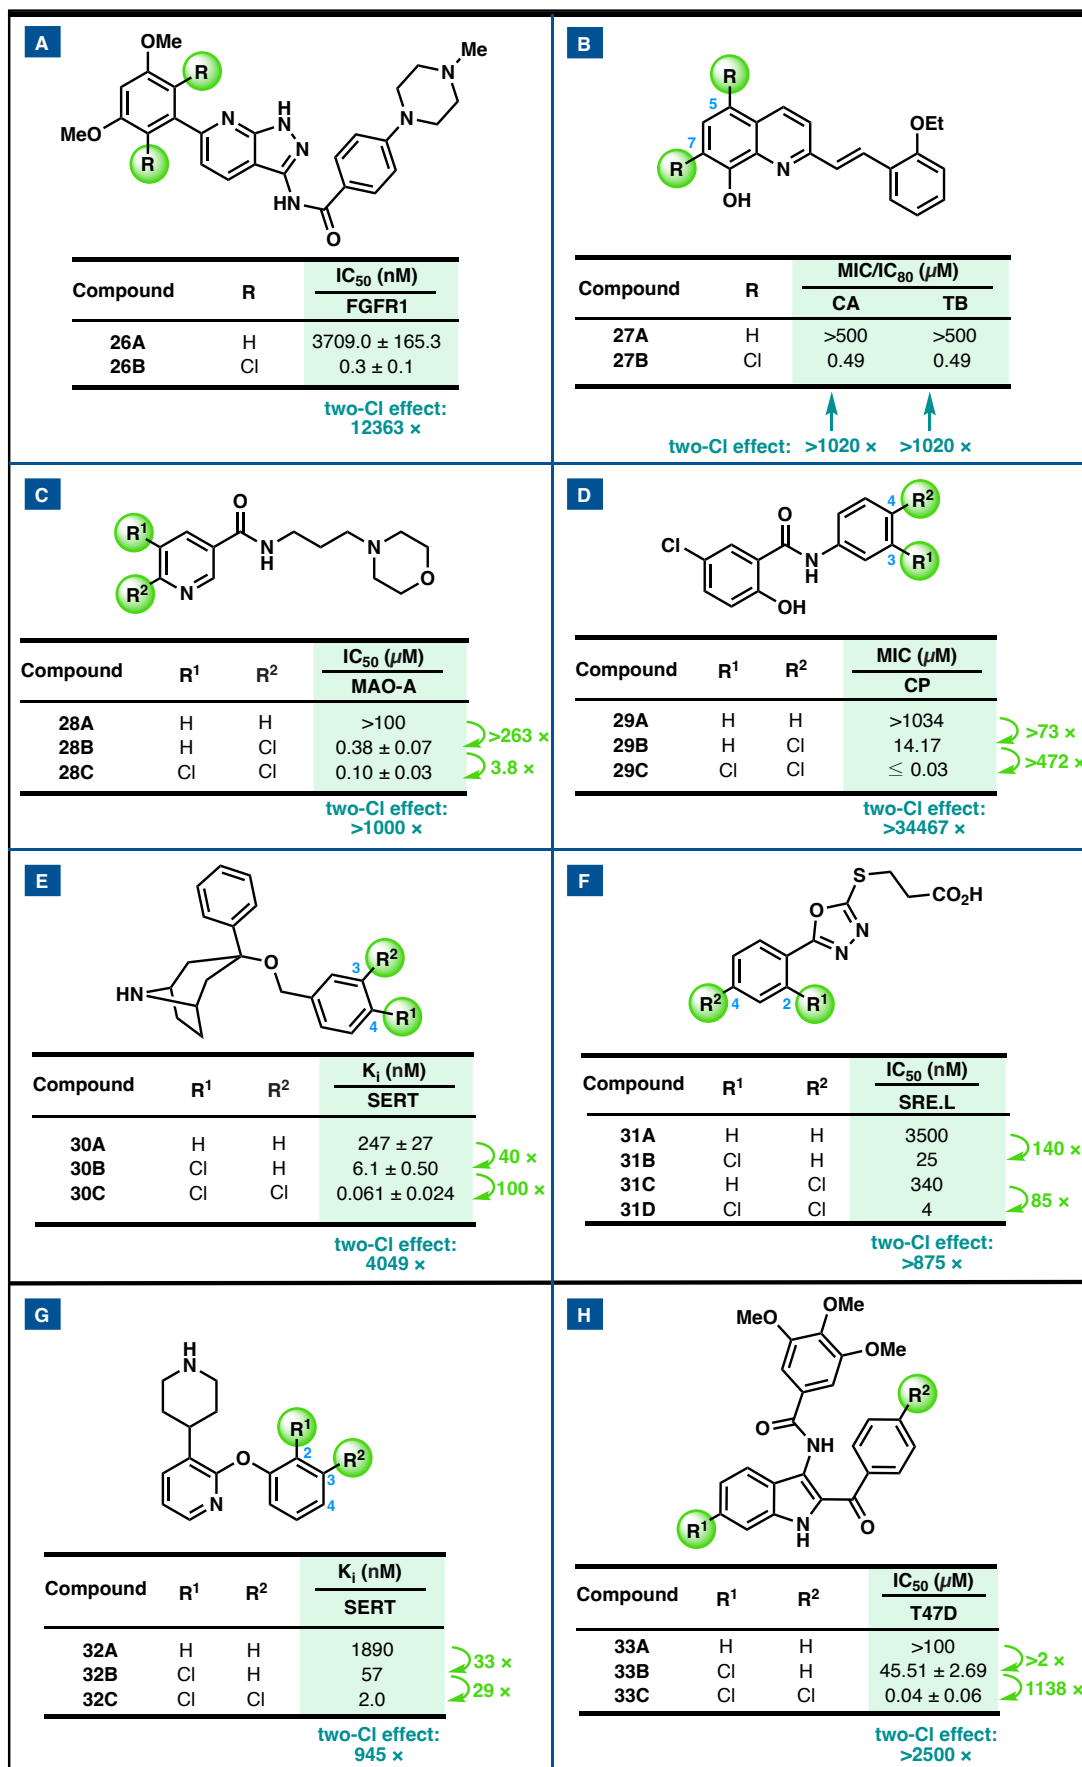 A
OMe
R
OMe
R
N
H
N
N
HN
O
N
N
Me
Compound R IC50 (nM)
FGFR1
26A H 3709.0 ± 165.3
26B Cl 0.3 ± 0.1
two-Cl effect:
12363 ×
B
R
5
7
R
OH
N
OEt
Compound R MIC/IC80 (µM)
CA TB
27A H >500 >500
27B Cl 0.49 0.49
two-Cl effect: >1020 × >1020 ×
C
R1
R2
N
O
N
H
N
O
Compound R1 R2 IC50 (µM)
MAO-A
28A H H >100
28B H Cl 0.38 ± 0.07
28C Cl Cl 0.10 ± 0.03
>263 ×
3.8 ×
two-Cl effect:
>1000 ×
D
Cl
O
N
H
OH
4
R2
3
R1
Compound R1 R2 MIC (µM)
CP
29A H H >1034
29B H Cl 14.17
29C Cl Cl ≤ 0.03
>73 ×
>472 ×
two-Cl effect:
>34467 ×
E
HN
O
3
R2
4
R1
Compound R1 R2 Ki (nM)
SERT
30A H H 247 ± 27
30B Cl H 6.1 ± 0.50
30C Cl Cl 0.061 ± 0.024
40 ×
100 ×
two-Cl effect:
4049 ×
F
S
CO2H
O
N
N
R2
4
2
R1
Compound R1 R2 IC50 (nM)
SRE.L
31A H H 3500
31B Cl H 25
31C H Cl 340
31D Cl Cl 4
140 ×
85 ×
two-Cl effect:
>875 ×
G
H
N
R1
O
2
R2
3
4
N
Compound R1 R2 Ki (nM)
SERT
32A H H 1890
32B Cl H 57
32C Cl Cl 2.0
33 ×
29 ×
two-Cl effect:
945 ×
H
MeO
OMe
OMe
O
NH
R2
R1
N
H
O
Compound R1 R2 IC50 (µM)
T47D
33A H H >100
33B Cl H 45.51 ± 2.69
33C Cl Cl 0.04 ± 0.06
>2 ×
1138 ×
two-Cl effect:
>2500 ×